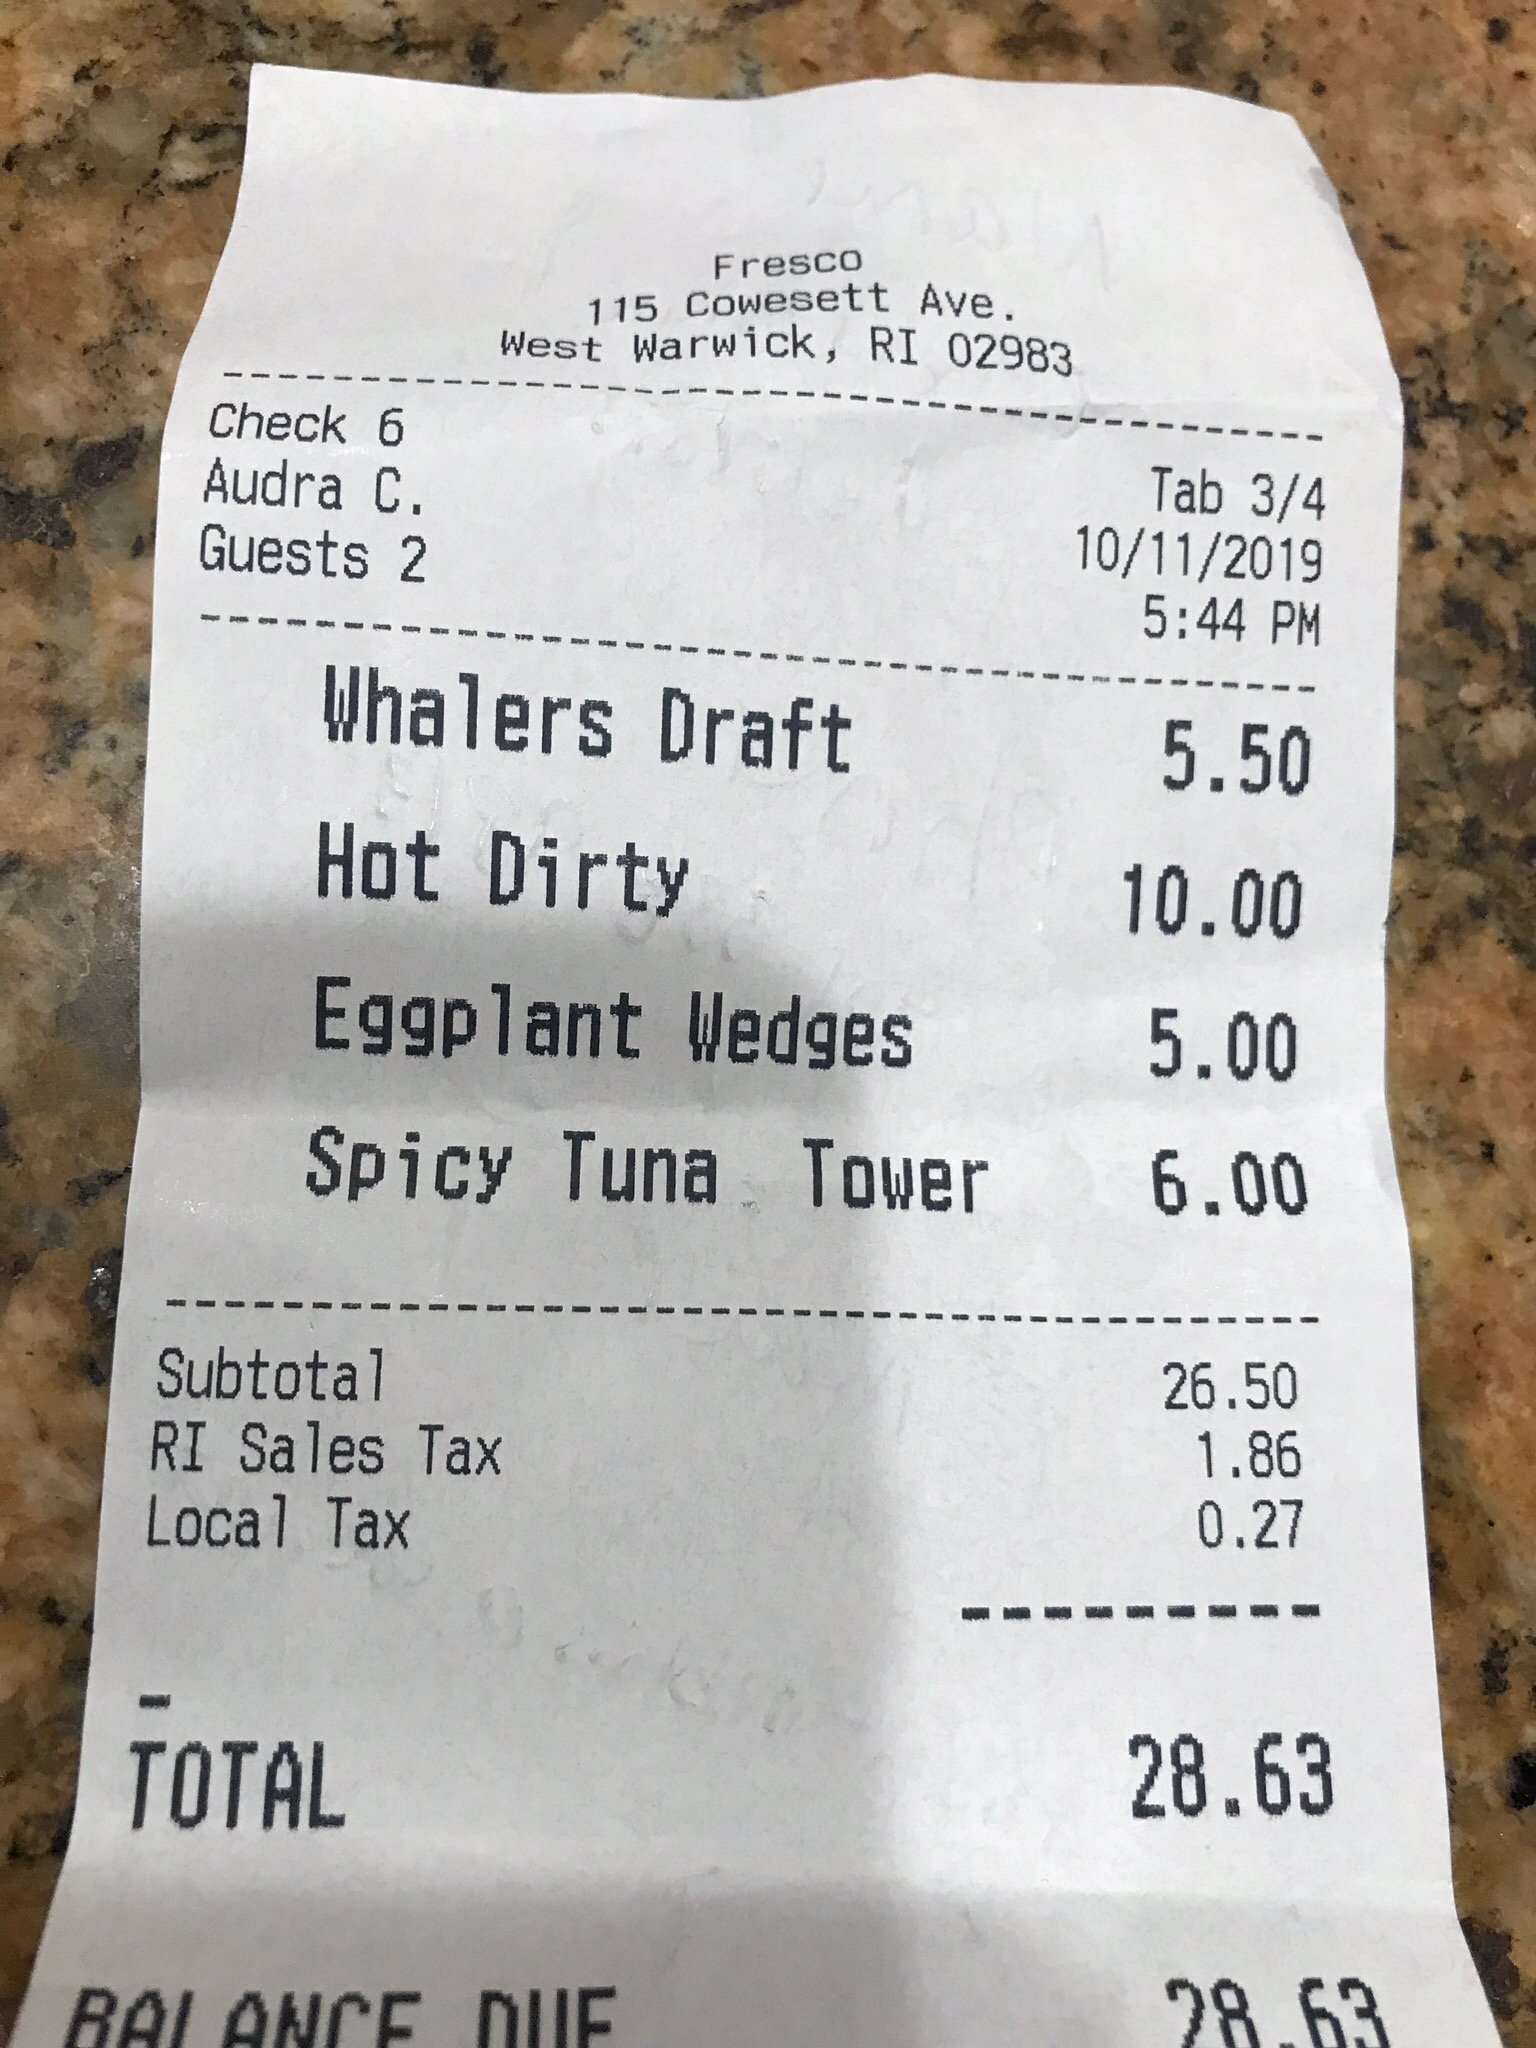 Fresco
115 Cowesett Ave.
West Warwick, RI 02983
Check 6
Audra C. Tab 3/4
Guests 2 10/11/2019
5:44 PM
Whalers Draft 5.50
Hot Dirty 10.00
Eggplant Wedges 5.00
Spicy Tuna Tower 6.00
Subtotal 26.50
RI Sales Tax 1.86
Local Tax 0.27
TOTAL 28.63
BALANCE DUE 28.63